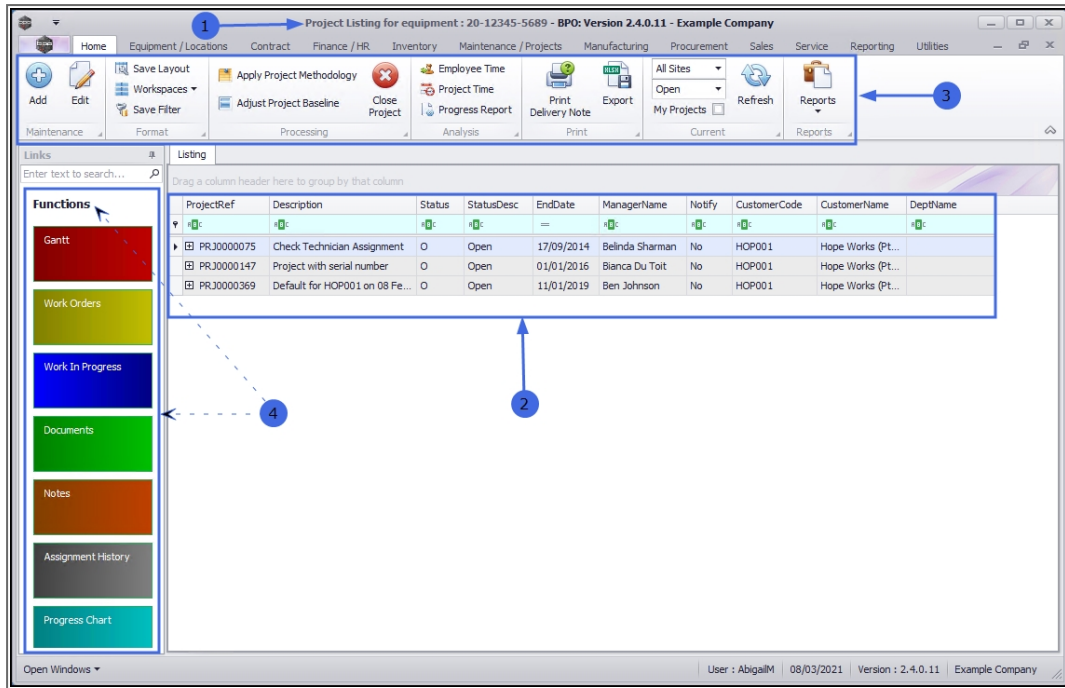 1
Project Listing for equipment : 20-12345-5689 - BPO: Version 2.4.0.11 - Example Company
Home Equipment / Locations Contract Finance / HR Inventory Maintenance / Projects Manufacturing Procurement Sales Service Reporting Utilities
Add
Edit
Maintenance
Save Layout
Workspaces
Save Filter
Format
Apply Project Methodology
Adjust Project Baseline
Close
Project
Processing
Employee Time
Project Time
Progress Report
Analysis
Print
Delivery Note
Export
Print
All Sites
Open
My Projects
Refresh
Current
Reports
Reports
3
Links
Enter text to search...
Listing
Drag a column header here to group by that column
Functions
Gantt
Work Orders
Work In Progress
Documents
Notes
Assignment History
Progress Chart
ProjectRef Description Status StatusDesc EndDate ManagerName Notify CustomerCode CustomerName DeptName
PRJ0000075 Check Technician Assignment O Open 17/09/2014 Belinda Sharman No HOP001 Hope Works (Pt...
PRJ0000147 Project with serial number O Open 01/01/2016 Bianca Du Toit No HOP001 Hope Works (Pt...
PRJ0000369 Default for HOP001 on 08 Fe... O Open 11/01/2019 Ben Johnson No HOP001 Hope Works (Pt...
2
4
Open Windows
User : AbigailM 08/03/2021 Version : 2.4.0.11 Example Company